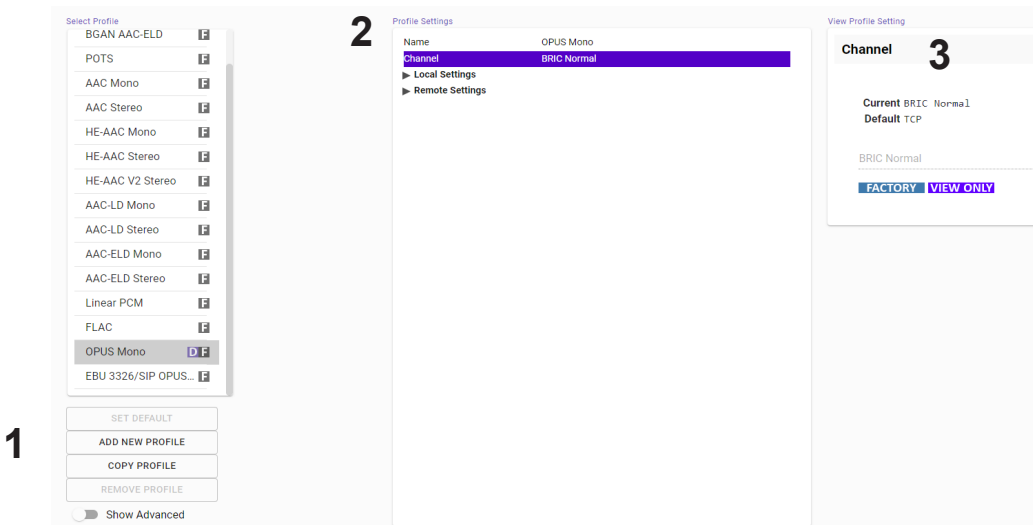 Select Profile
BGAN AAC-ELD F
POTS F
AAC Mono F
AAC Stereo F
HE-AAC Mono F
HE-AAC Stereo F
HE-AAC V2 Stereo F
AAC-LD Mono F
AAC-LD Stereo F
AAC-ELD Mono F
AAC-ELD Stereo F
Linear PCM F
FLAC F
OPUS Mono D F
EBU 3326/SIP OPUS... F
1
SET DEFAULT
ADD NEW PROFILE
COPY PROFILE
REMOVE PROFILE
Show Advanced
2
Profile Settings
Name OPUS Mono
Channel BRIC Normal
Local Settings
Remote Settings
View Profile Setting
Channel
3
Current BRIC Normal
Default TCP
BRIC Normal
FACTORY VIEW ONLY